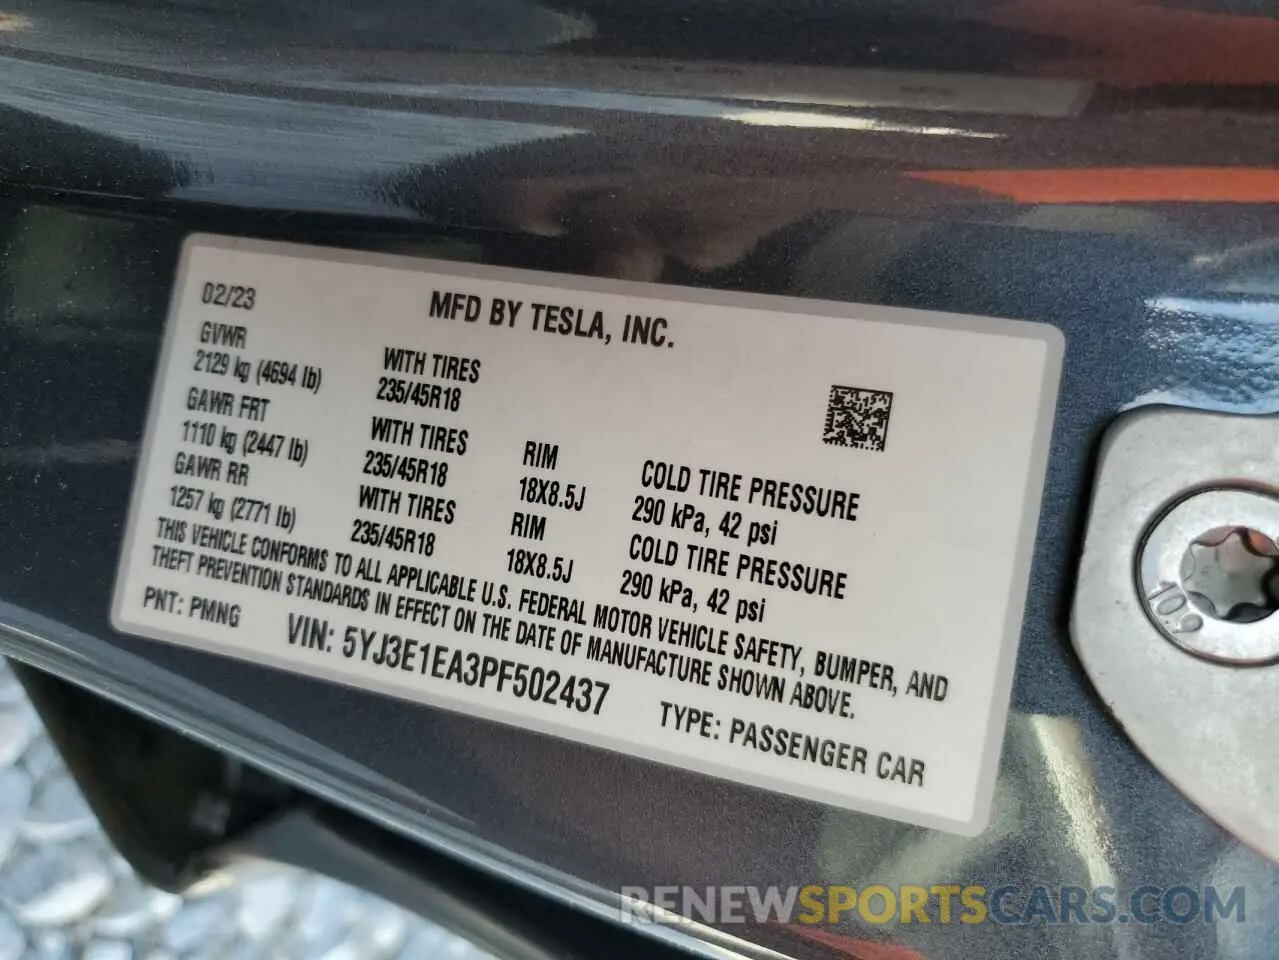 02/23
MFD BY TESLA, INC.
GVWR
2129 kg (4694 lb)
WITH TIRES
235/45R18
GAWR FRT
1110 kg (2447 lb)
WITH TIRES
235/45R18
RIM
18X8.5J
COLD TIRE PRESSURE
290 kPa, 42 psi
GAWR RR
1257 kg (2771 lb)
WITH TIRES
235/45R18
RIM
18X8.5J
COLD TIRE PRESSURE
290 kPa, 42 psi
THIS VEHICLE CONFORMS TO ALL APPLICABLE U.S. FEDERAL MOTOR VEHICLE SAFETY, BUMPER, AND
THEFT PREVENTION STANDARDS IN EFFECT ON THE DATE OF MANUFACTURE SHOWN ABOVE.
PNT: PMNG
VIN: 5YJ3E1EA3PF502437
TYPE: PASSENGER CAR
10.9
RENEWSPORTSCARS.COM